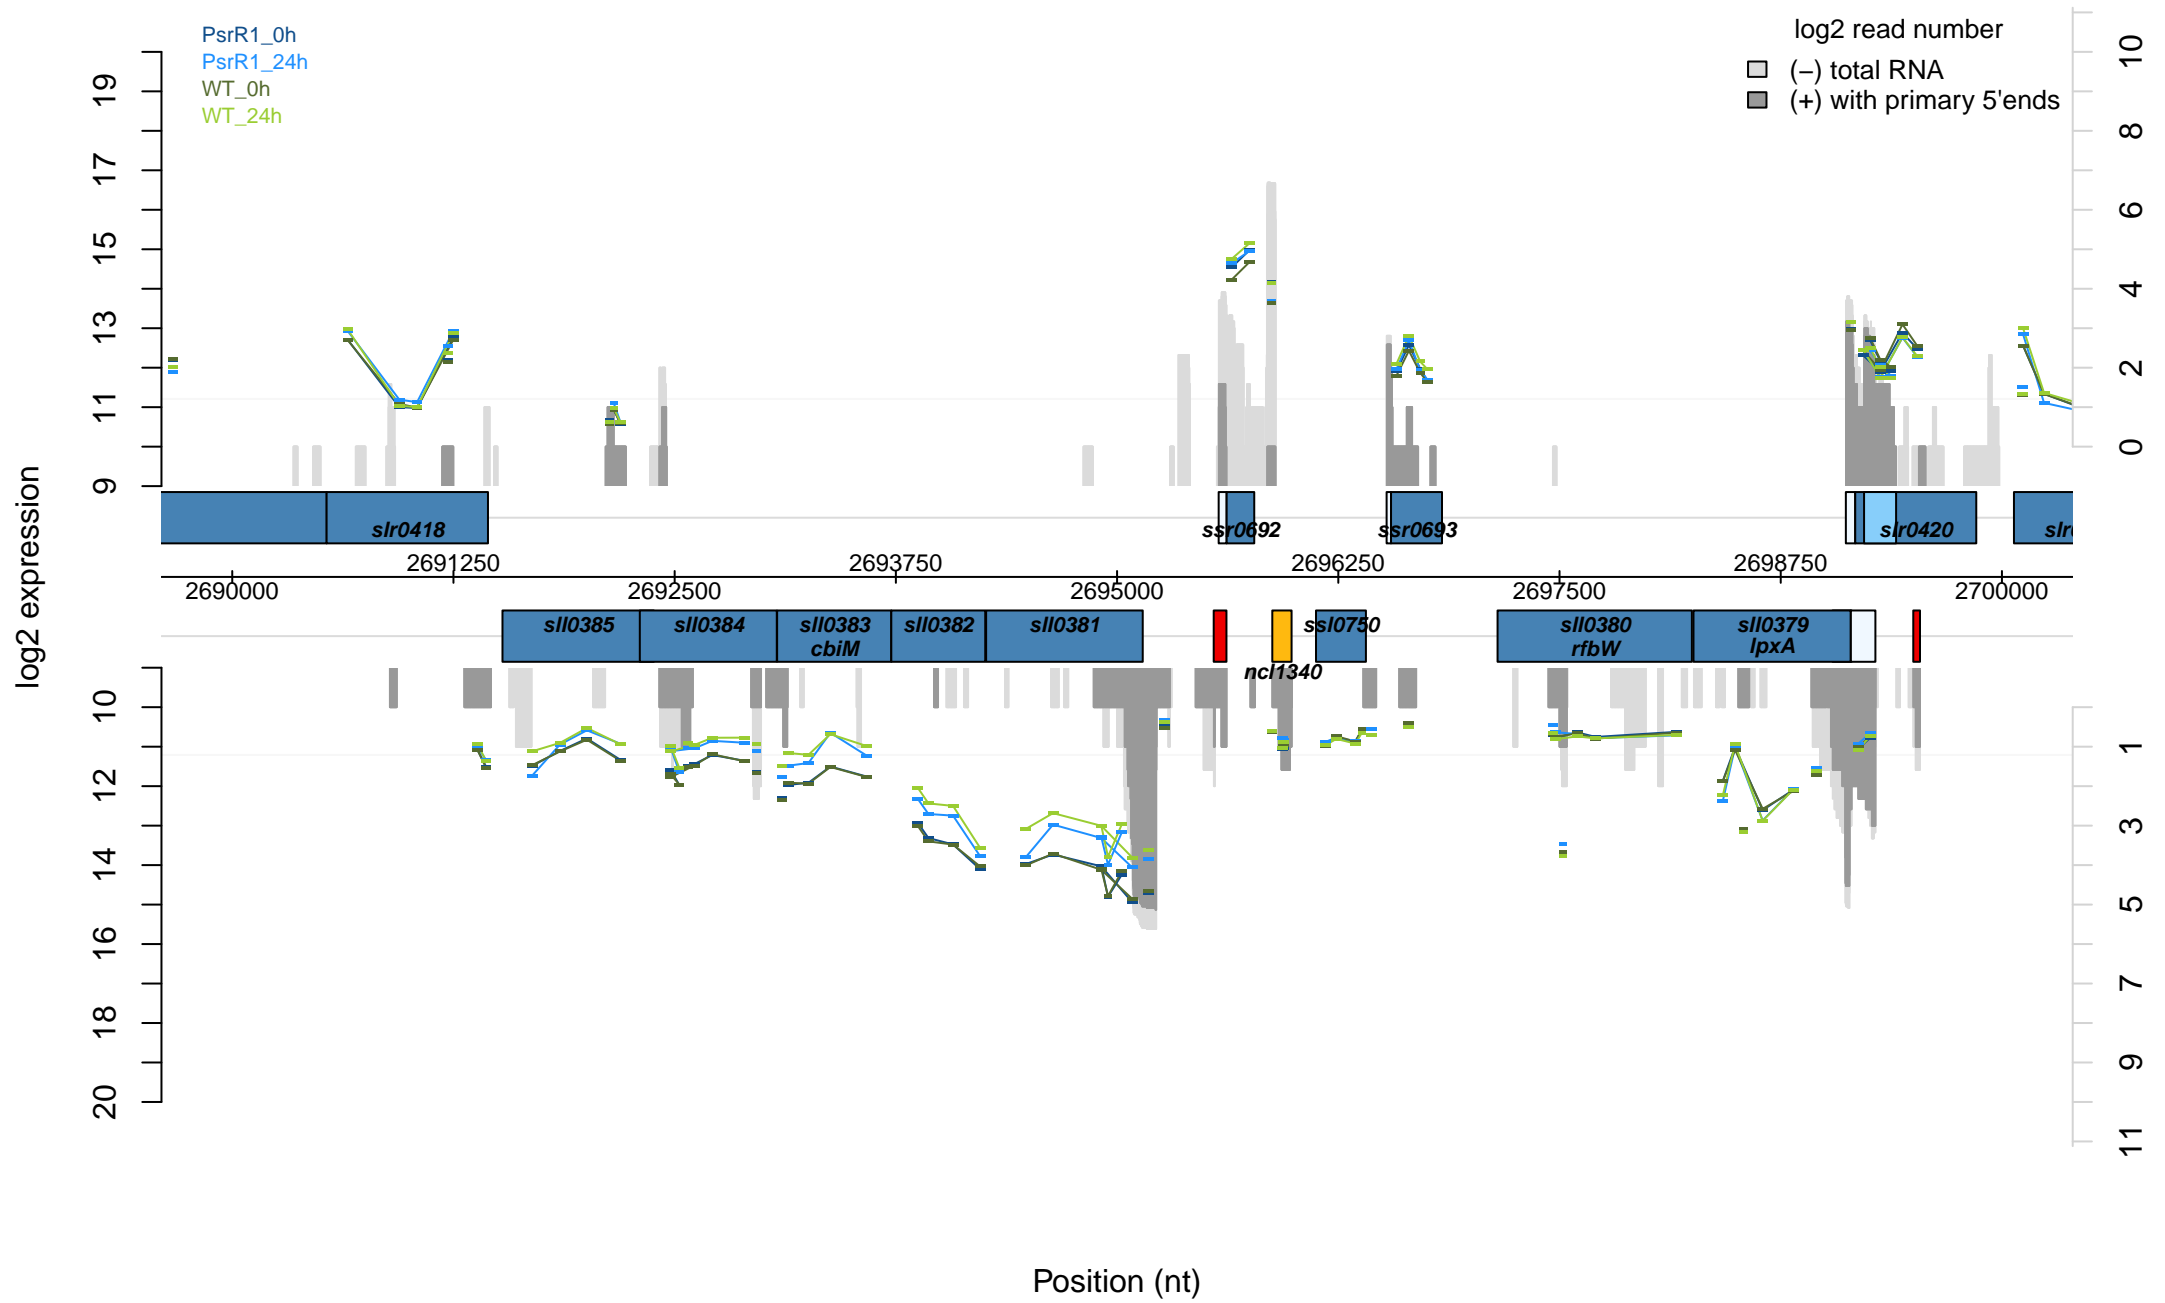 PsrR1_0h
PsrR1_24h
WT_0h
WT_24h
log2 read number
(−) total RNA
(+) with primary 5'ends
19
17
15
13
11
9
10
8
6
4
2
0
log2 expression
slr0418
ssr0692
ssr0693
slr0420
slr
2691250
2693750
2696250
2698750
2690000
2692500
2695000
2697500
2700000
sll0385
sll0384
sll0383
cbiM
sll0382
sll0381
ssl0750
ncl1340
sll0380
rfbW
sll0379
lpxA
10
12
14
16
18
20
1
3
5
7
9
11
Position (nt)